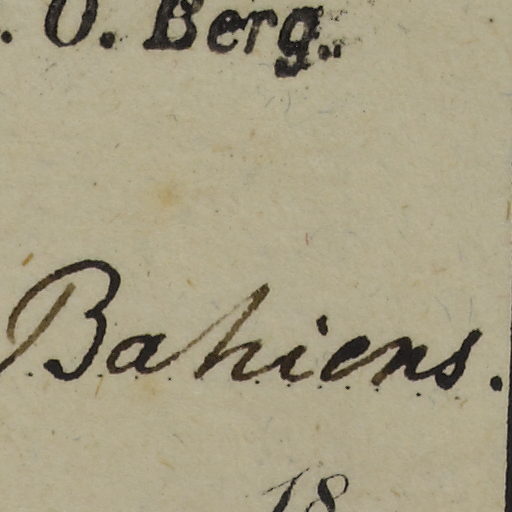 . O. Berg.
Bahiens.
18